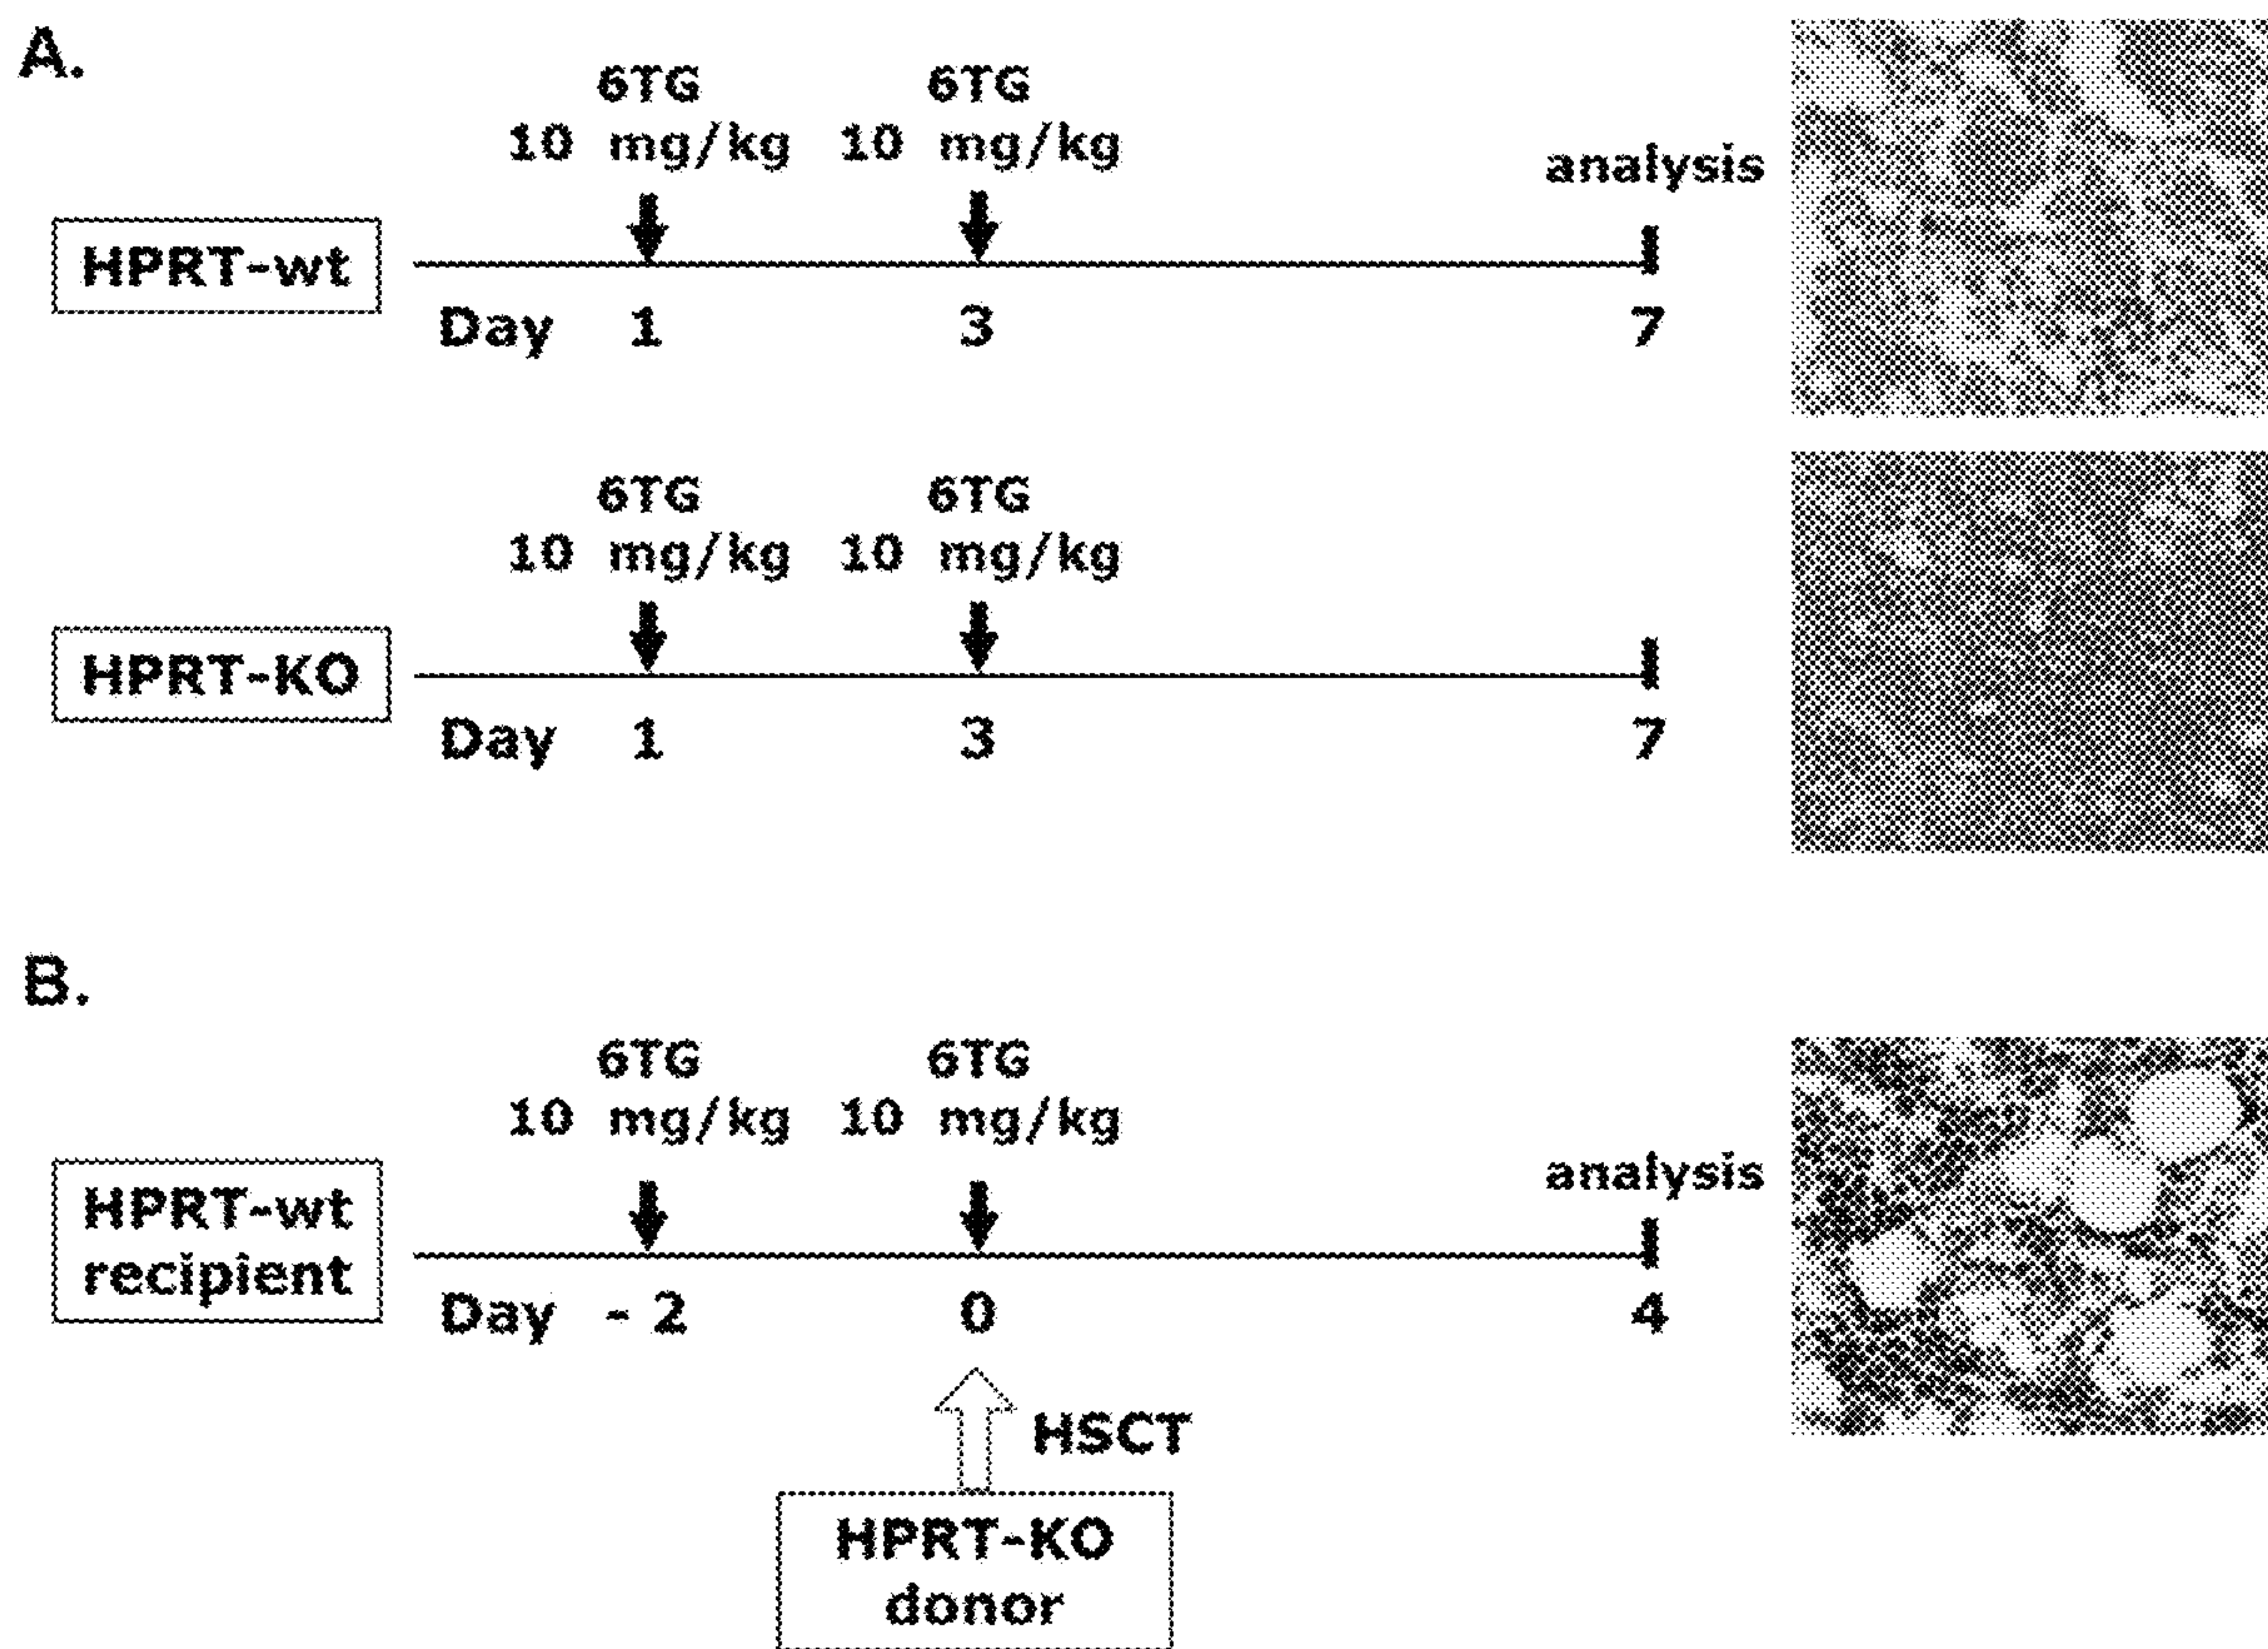 A.
6TG 6TG
10 mg/kg 10 mg/kg
analysis
HPRT-wt
Day 1 3 7
6TG 6TG
10 mg/kg 10 mg/kg
HPRT-KO
Day 1 3 7
B.
6TG 6TG
10 mg/kg 10 mg/kg
analysis
HPRT-wt
recipient
Day - 2 0 4
HSCT
HPRT-KO
donor